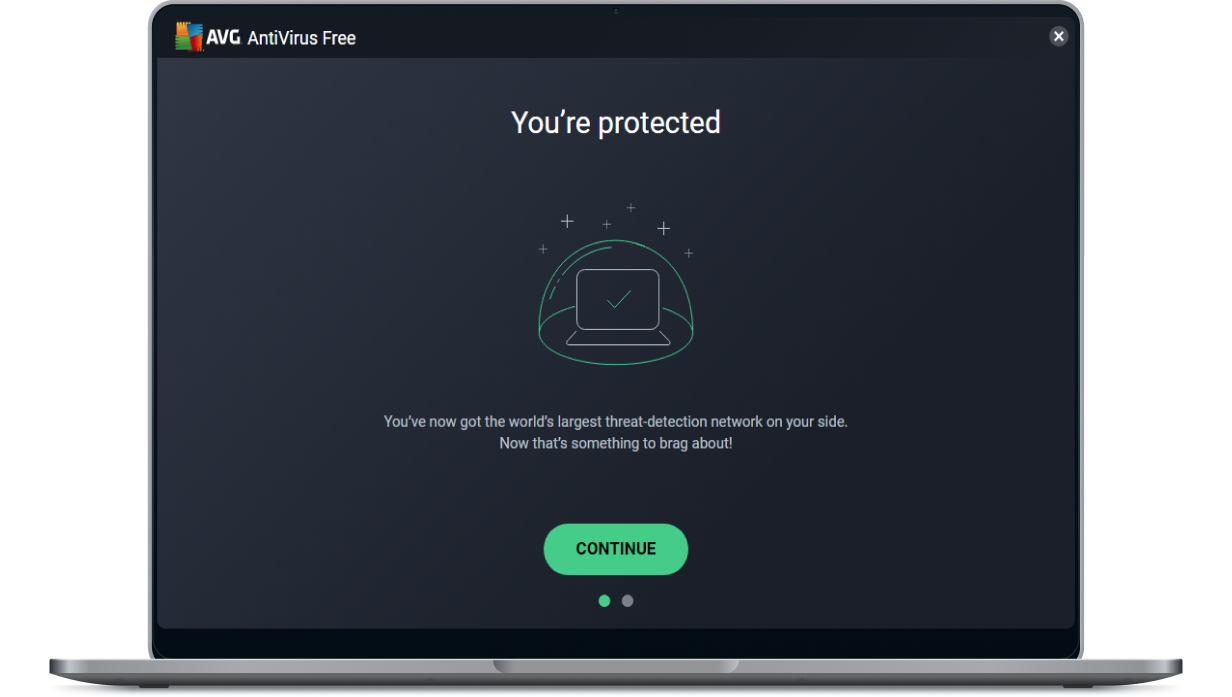 AVG AntiVirus Free
You're protected
You've now got the world's largest threat-detection network on your side.
Now that's something to brag about!
CONTINUE